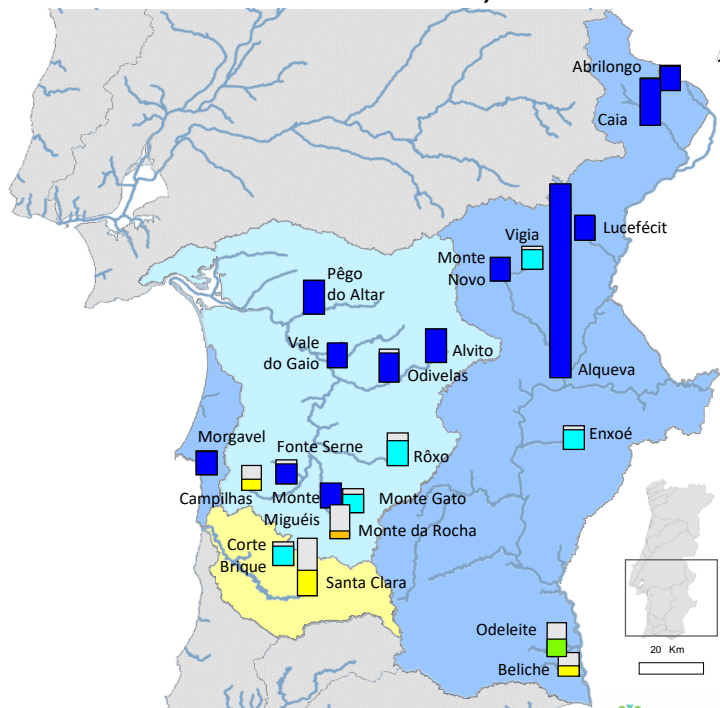 Abrilongo
Caia
Lucefécit
Vigia
Monte
Novo
Pêgo
do Altar
Vale
do Gaio
Alvito
Odivelas
Alqueva
Enxoé
Morgavel
Fonte Serne
Rôxo
Campilhas
Monte
Miguéis
Monte Gato
Monte da Rocha
Corte
Brique
Santa Clara
Odeleite
Beliche
20 Km